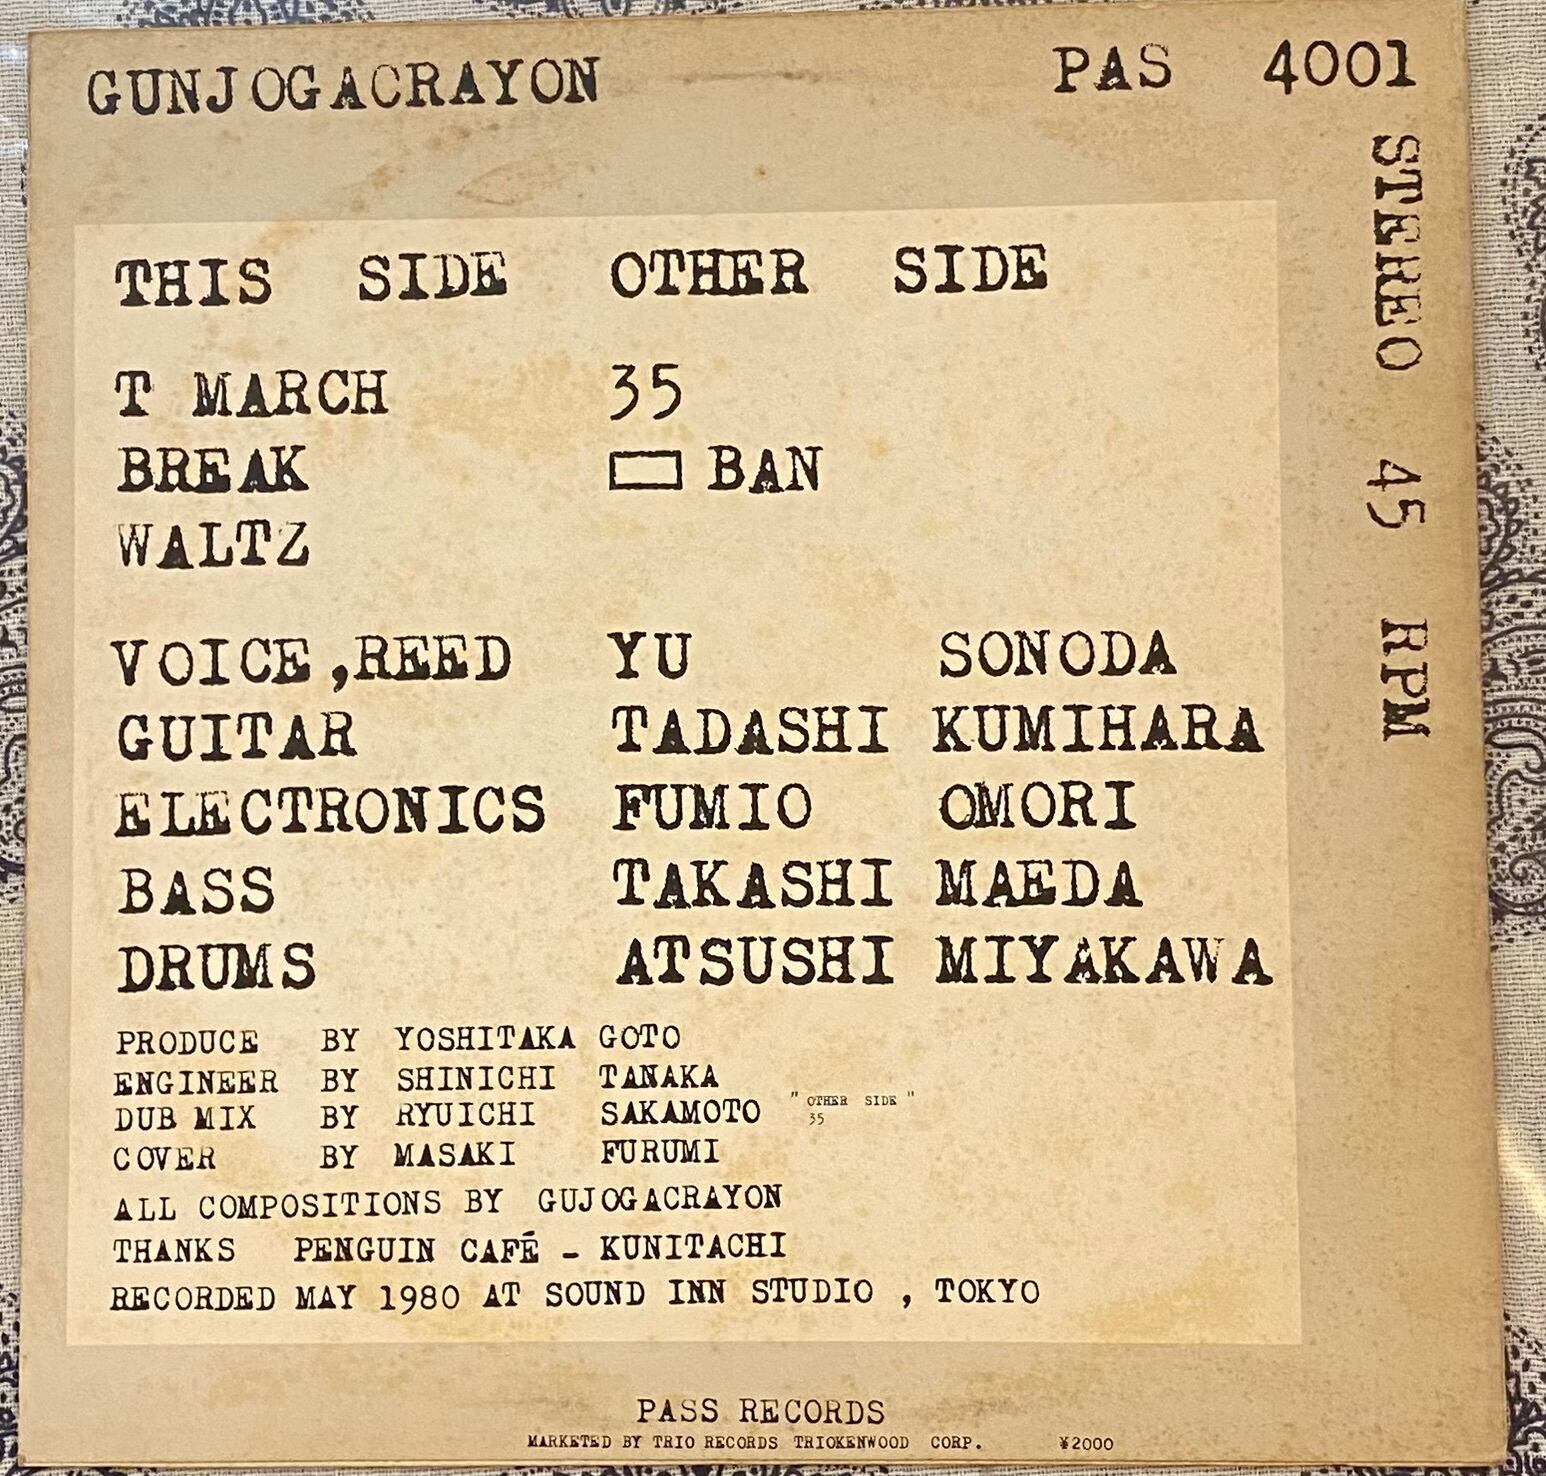 GUNJOGACRAYON
PAS 4001
STEREO 45 RPM
THIS SIDE OTHER SIDE
T MARCH 35
BREAK ▭ BAN
WALTZ
VOICE,REED YU SONODA
GUITAR TADASHI KUMIHARA
ELECTRONICS FUMIO OMORI
BASS TAKASHI MAEDA
DRUMS ATSUSHI MIYAKAWA
PRODUCE BY YOSHITAKA GOTO
ENGINEER BY SHINICHI TANAKA
DUB MIX BY RYUICHI SAKAMOTO " OTHER SIDE "
35
COVER BY MASAKI FURUMI
ALL COMPOSITIONS BY GUJOGACRAYON
THANKS PENGUIN CAFÉ - KUNITACHI
RECORDED MAY 1980 AT SOUND INN STUDIO , TOKYO
PASS RECORDS
MARKETED BY TRIO RECORDS TRIOKENWOOD CORP. ¥2000